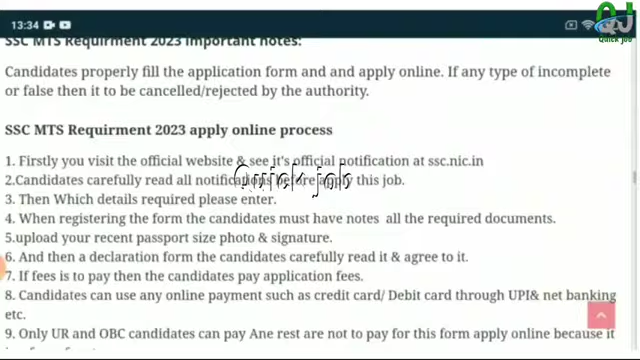 13:34
Quick Job
SSC MTS Requirment 2023 important notes:
Candidates properly fill the application form and and apply online. If any type of incomplete
or false then it to be cancelled/rejected by the authority.
SSC MTS Requirment 2023 apply online process
1. Firstly you visit the official website & see it's official notification at ssc.nic.in
2.Candidates carefully read all notifications before apply this job.
Quick job
3. Then Which details required please enter.
4. When registering the form the candidates must have notes all the required documents.
5.upload your recent passport size photo & signature.
6. And then a declaration form the candidates carefully read it & agree to it.
7. If fees is to pay then the candidates pay application fees.
8. Candidates can use any online payment such as credit card/ Debit card through UPI& net banking
etc.
9. Only UR and OBC candidates can pay Ane rest are not to pay for this form apply online because it